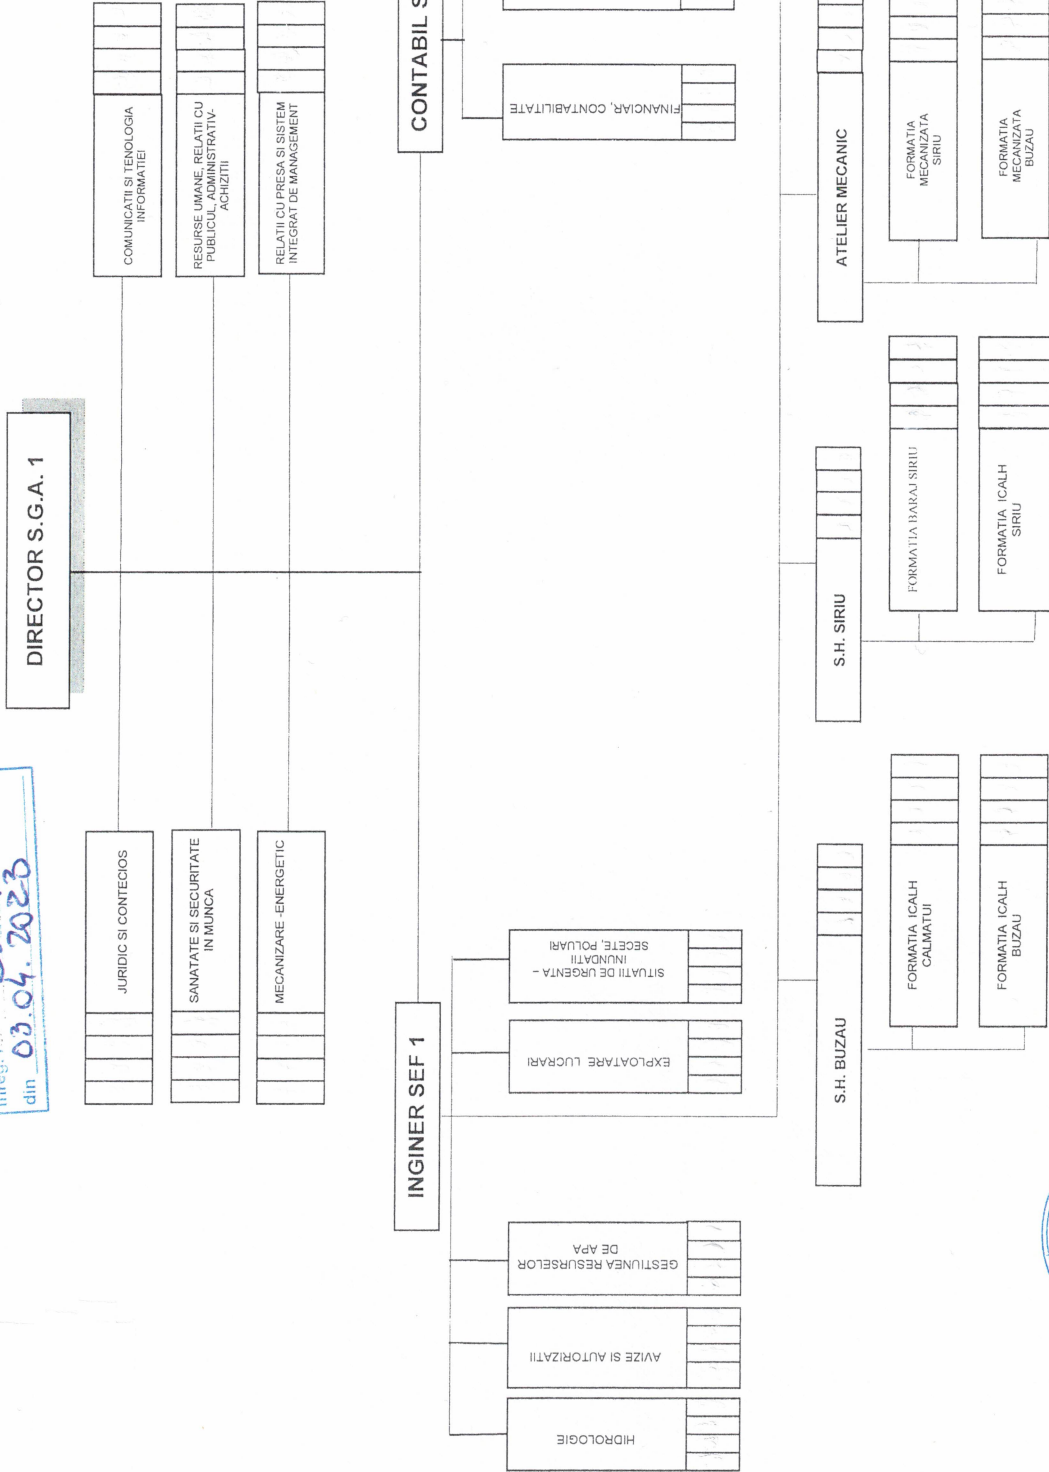 din 03.04.2023
DIRECTOR S.G.A. 1
JURIDIC SI CONTECIOS
SANATATE SI SECURITATE
IN MUNCA
MECANIZARE -ENERGETIC
COMUNICATII SI TENOLOGIA
INFORMATIEI
RESURSE UMANE, RELATII CU
PUBLICUL, ADMINISTRATIV-
ACHIZITII
RELATII CU PRESA SI SISTEM
INTEGRAT DE MANAGEMENT
INGINER SEF 1
CONTABIL S
HIDROLOGIE
AVIZE SI AUTORIZATII
GESTIUNEA RESURSELOR
DE APA
EXPLOATARE LUCRARI
SITUATII DE URGENTA -
INUNDATII
SECETE, POLUARI
FINANCIAR, CONTABILITATE
S.H. BUZAU
FORMATIA ICALH
CALMATUI
FORMATIA ICALH
BUZAU
S.H. SIRIU
FORMATIA BARAJ SIRIU
FORMATIA ICALH
SIRIU
ATELIER MECANIC
FORMATIA
MECANIZATA
SIRIU
FORMATIA
MECANIZATA
BUZAU